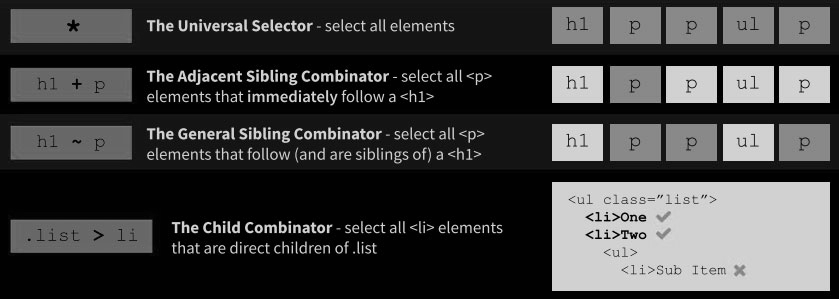 *
The Universal Selector - select all elements
h1 p p ul p
h1 + p
The Adjacent Sibling Combinator - select all <p>
elements that immediately follow a <h1>
h1 p p ul p
h1 ~ p
The General Sibling Combinator - select all <p>
elements that follow (and are siblings of) a <h1>
h1 p p ul p
.list > li
The Child Combinator - select all <li> elements
that are direct children of .list
<ul class=”list”>
<li>One ✔
<li>Two ✔
<ul>
<li>Sub Item ✖